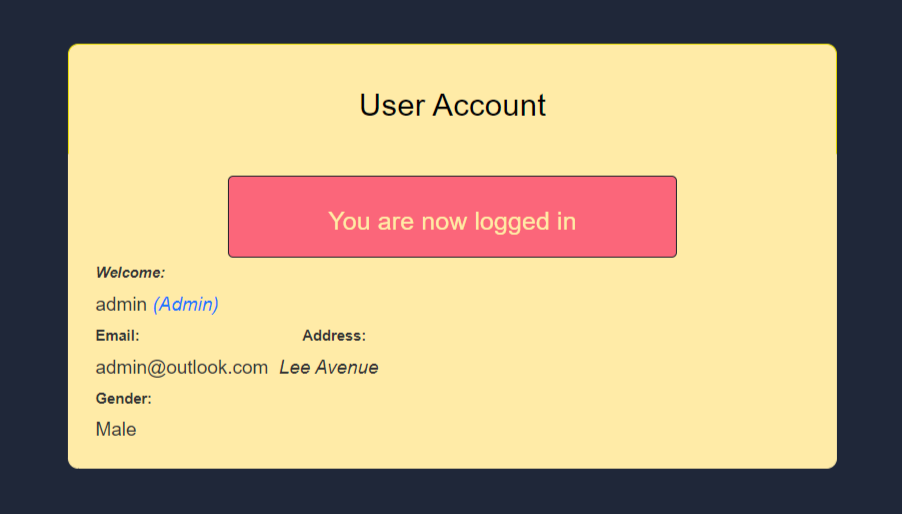 User Account
You are now logged in
Welcome:
admin (Admin)
Email: Address:
admin@outlook.com Lee Avenue
Gender:
Male